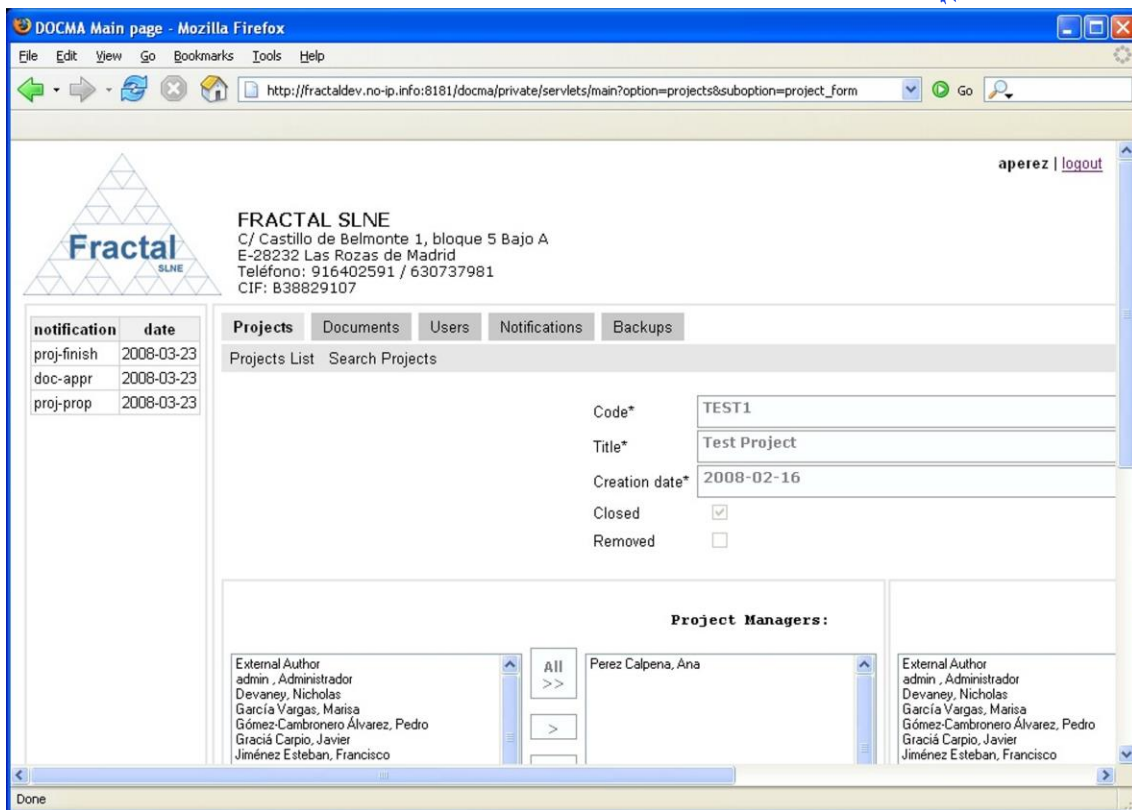 DOCMA Main page - Mozilla Firefox
File Edit View Go Bookmarks Tools Help
http://fractaldev.no-ip.info:8181/docma/private/servlets/main?option=projects&suboption=project_form Go
aperez | logout
Fractal
SLNE
FRACTAL SLNE
C/ Castillo de Belmonte 1, bloque 5 Bajo A
E-28232 Las Rozas de Madrid
Teléfono: 916402591 / 630737981
CIF: B38829107
notification date
proj-finish 2008-03-23
doc-appr 2008-03-23
proj-prop 2008-03-23
Projects Documents Users Notifications Backups
Projects List Search Projects
Code* TEST1
Title* Test Project
Creation date* 2008-02-16
Closed
Removed
Project Managers:
External Author
admin , Administrador
Devaney, Nicholas
García Vargas, Marisa
Gómez-Cambronero Álvarez, Pedro
Graciá Carpio, Javier
Jiménez Esteban, Francisco
All
>>
>
Perez Calpena, Ana
External Author
admin , Administrador
Devaney, Nicholas
García Vargas, Marisa
Gómez-Cambronero Álvarez, Pedro
Graciá Carpio, Javier
Jiménez Esteban, Francisco
Done